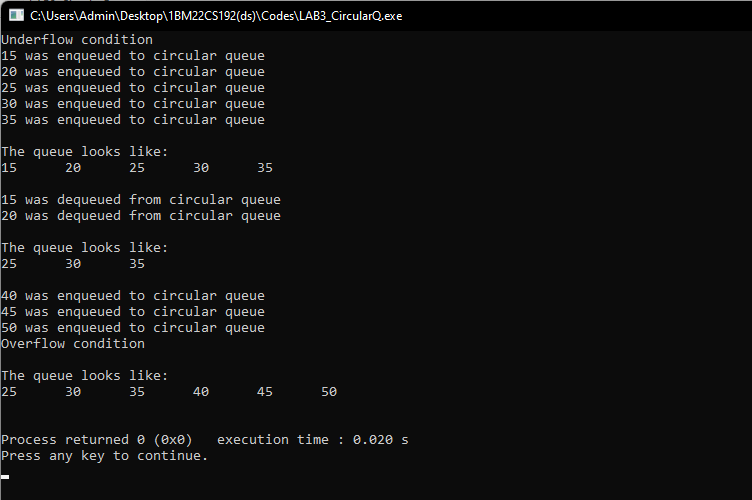 C:\Users\Admin\Desktop\1BM22CS192(ds)\Codes\LAB3_CircularQ.exe
Underflow condition
15 was enqueued to circular queue
20 was enqueued to circular queue
25 was enqueued to circular queue
30 was enqueued to circular queue
35 was enqueued to circular queue
The queue looks like:
15 20 25 30 35
15 was dequeued from circular queue
20 was dequeued from circular queue
The queue looks like:
25 30 35
40 was enqueued to circular queue
45 was enqueued to circular queue
50 was enqueued to circular queue
Overflow condition
The queue looks like:
25 30 35 40 45 50
Process returned 0 (0x0) execution time : 0.020 s
Press any key to continue.